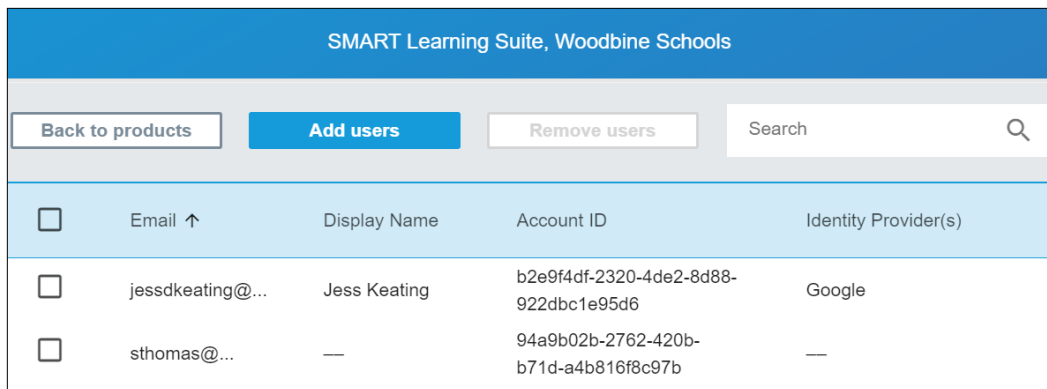 SMART Learning Suite, Woodbine Schools
Back to products
Add users
Remove users
Search
Email ↑
Display Name
Account ID
Identity Provider(s)
jessdkeating@...
Jess Keating
b2e9f4df-2320-4de2-8d88-
922dbc1e95d6
Google
sthomas@...
—
94a9b02b-2762-420b-
b71d-a4b816f8c97b
—